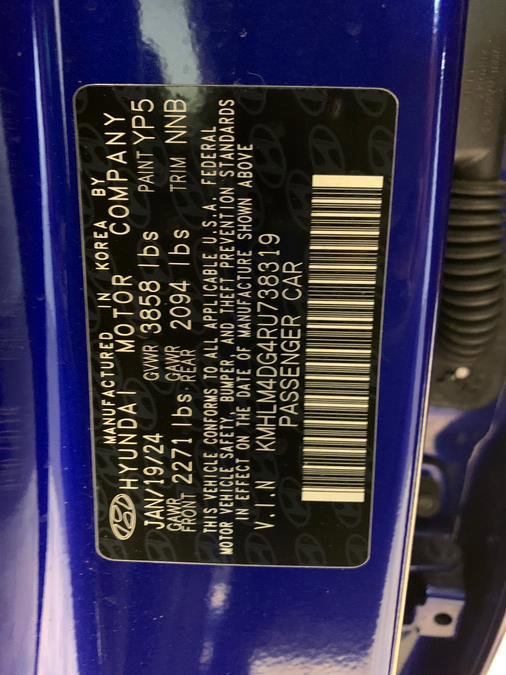 MANUFACTURED IN KOREA BY
HYUNDAI MOTOR COMPANY
JAN/19/24 GVWR 3858 lbs PAINT YP5
GAWR FRONT 2271 lbs GAWR REAR 2094 lbs TRIM NNB
THIS VEHICLE CONFORMS TO ALL APPLICABLE U.S.A. FEDERAL
MOTOR VEHICLE SAFETY, BUMPER, AND THEFT PREVENTION STANDARDS
IN EFFECT ON THE DATE OF MANUFACTURE SHOWN ABOVE
V.I.N KMHLM4DG4RU738319
PASSENGER CAR